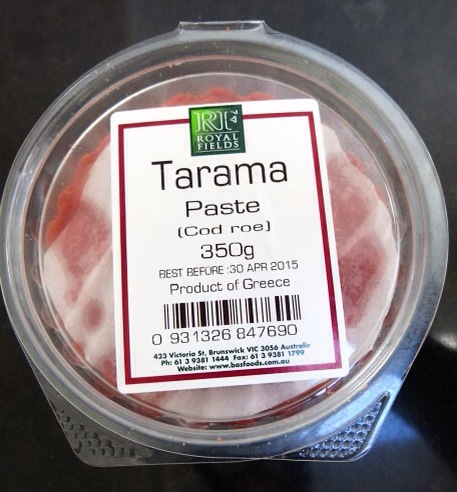 RF
ROYAL
FIELDS
Tarama
Paste
(Cod roe)
350g
BEST BEFORE :30 APR 2015
Product of Greece
0 931326 847690
423 Victoria St, Brunswick VIC 3056 Australia
Ph: 61 3 9381 1444 Fax: 61 3 9381 1799
Website: www.basfoods.com.au